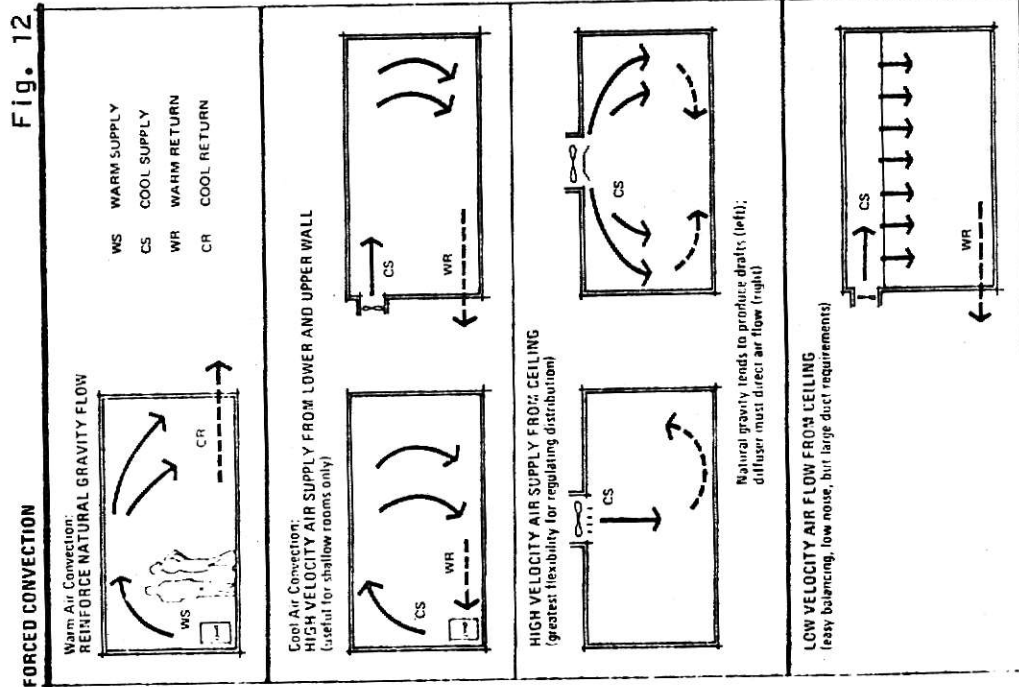 Fig. 12
FORCED CONVECTION
Warm Air Convection:
REINFORCE NATURAL GRAVITY FLOW
WS
CR
WS WARM SUPPLY
CS COOL SUPPLY
WR WARM RETURN
CR COOL RETURN
Cool Air Convection:
HIGH VELOCITY AIR SUPPLY FROM LOWER AND UPPER WALL
(useful for shallow rooms only)
CS
WR
CS
WR
HIGH VELOCITY AIR SUPPLY FROM CEILING
(greatest flexibility for regulating distribution)
CS
CS
Natural gravity tends to produce drafts (left);
diffuser must direct air flow (right)
LOW VELOCITY AIR FLOW FROM CEILING
(easy balancing, low noise, but large duct requirements)
CS
WR